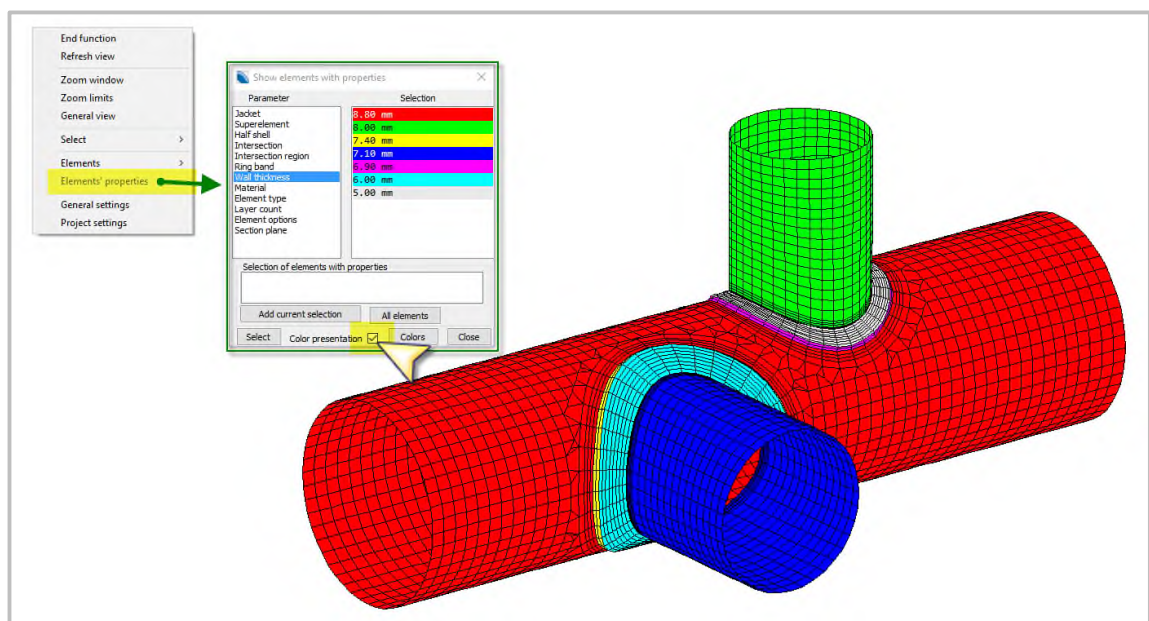 End function
Refresh view
Zoom window
Zoom limits
General view
Select >
Elements >
Elements' properties
General settings
Project settings
Show elements with properties
Parameter Selection
Jacket
Superelement
Half shell
Intersection
Intersection region
Ring band
Wall thickness
Material
Element type
Layer count
Element options
Section plane
8.80 mm
8.00 mm
7.40 mm
7.10 mm
6.90 mm
6.00 mm
5.00 mm
Selection of elements with properties
Add current selection All elements
Select Color presentation Colors Close